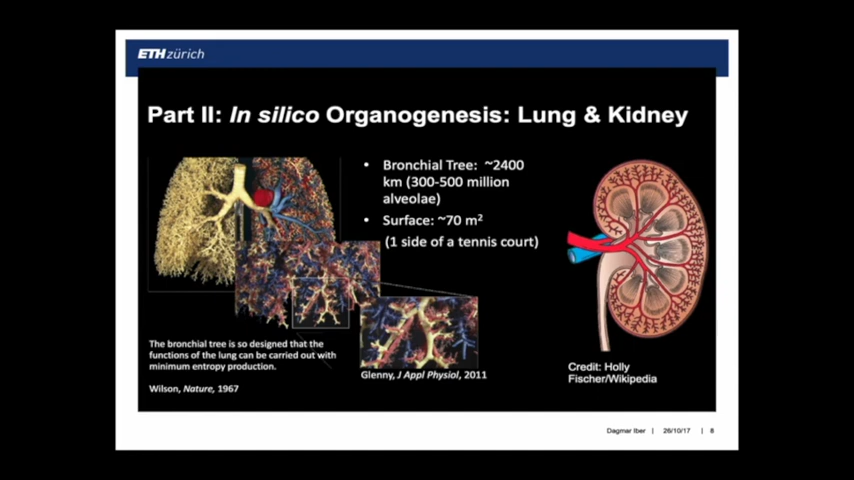 ETHzürich
Part II: In silico Organogenesis: Lung & Kidney
• Bronchial Tree: ~2400
km (300-500 million
alveolae)
• Surface: ~70 m²
(1 side of a tennis court)
The bronchial tree is so designed that the
functions of the lung can be carried out with
minimum entropy production.
Wilson, Nature, 1967
Glenny, J Appl Physiol, 2011
Credit: Holly
Fischer/Wikipedia
Dagmar Iber | 26/10/17 | 8